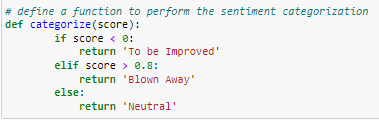 # define a function to perform the sentiment categorization
def categorize(score):
        if score < 0:
            return 'To be Improved'
        elif score > 0.8:
            return 'Blown Away'
        else:
            return 'Neutral'